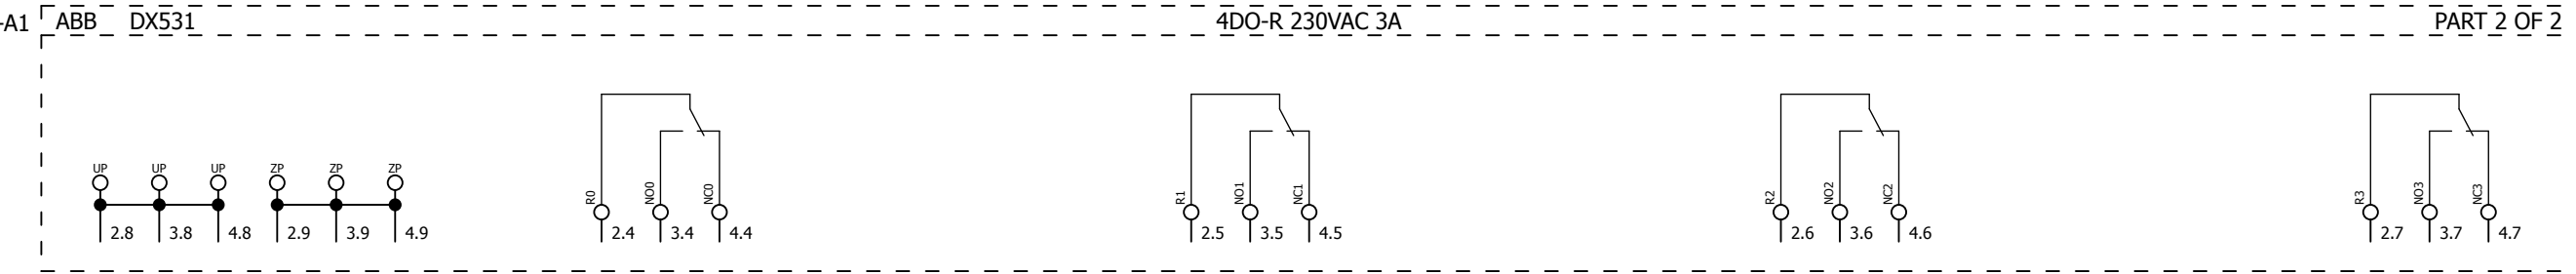 -A1 ABB DX531 4DO-R 230VAC 3A PART 2 OF 2
UP UP UP ZP ZP ZP
R0 NO0 NC0 R1 NO1 NC1 R2 NO2 NC2 R3 NO3 NC3
2.8 3.8 4.8 2.9 3.9 4.9 2.4 3.4 4.4 2.5 3.5 4.5 2.6 3.6 4.6 2.7 3.7 4.7